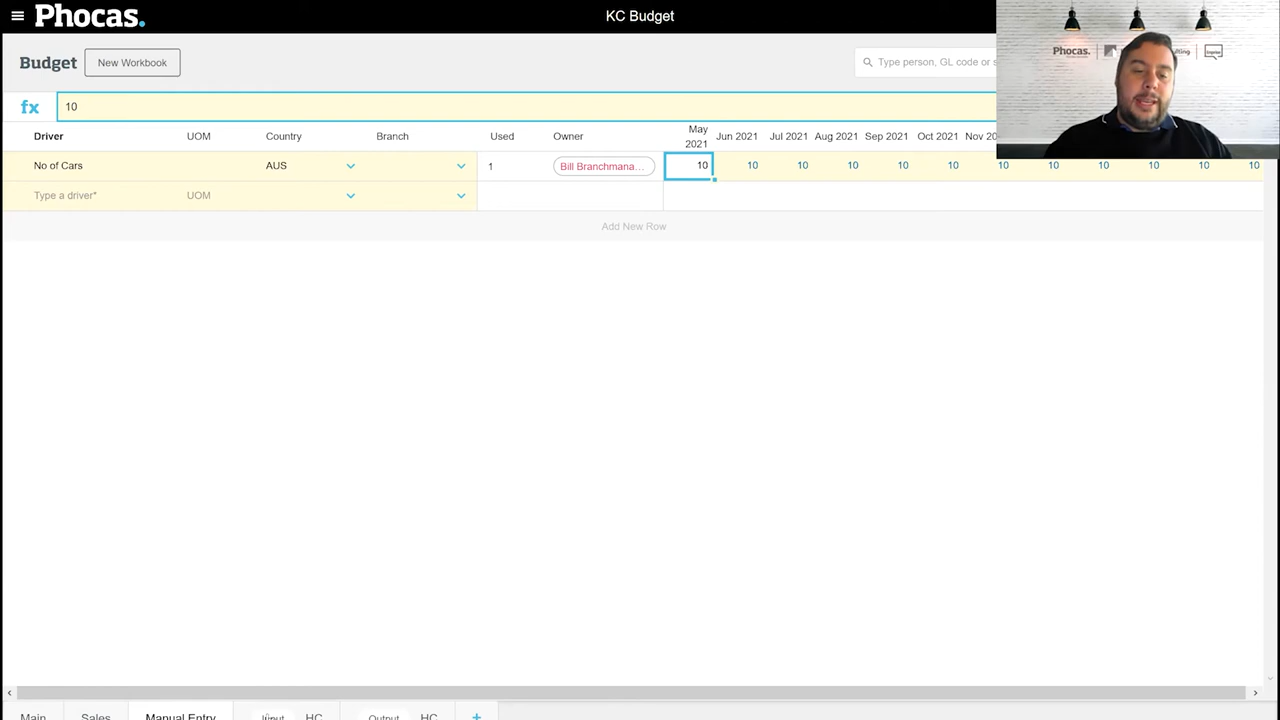 Phocas.
KC Budget
Budget
New Workbook
Type person, GL code or s
Phocas.
fx
10
Driver UOM Country Branch Owner May 2021 Jun 2021 Jul 2021 Aug 2021 Sep 2021 Oct 2021 Nov 20
No of Cars AUS 1 Bill Branchmana... 10 10 10 10 10 10 10 10 10 10 10 10
Type a driver* UOM
Add New Row
Main Sales Manual Entry Input HC Output HC +